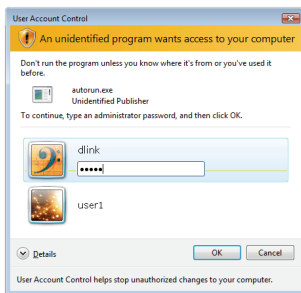 User Account Control
An unidentified program wants access to your computer
Don't run the program unless you know where it's from or you've used it
before.
autorun.exe
Unidentified Publisher
To continue, type an administrator password, and then click OK.
dlink
•••••
user1
Details
OK Cancel
User Account Control helps stop unauthorized changes to your computer.